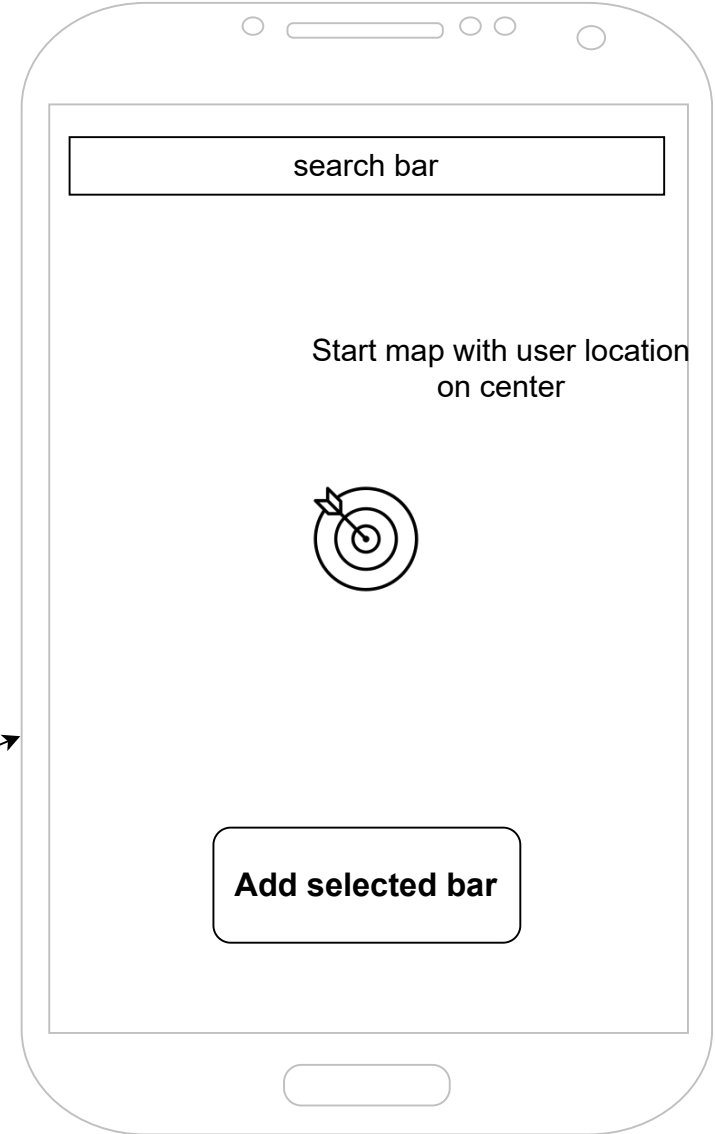 search bar
Start map with user location
on center
Add selected bar